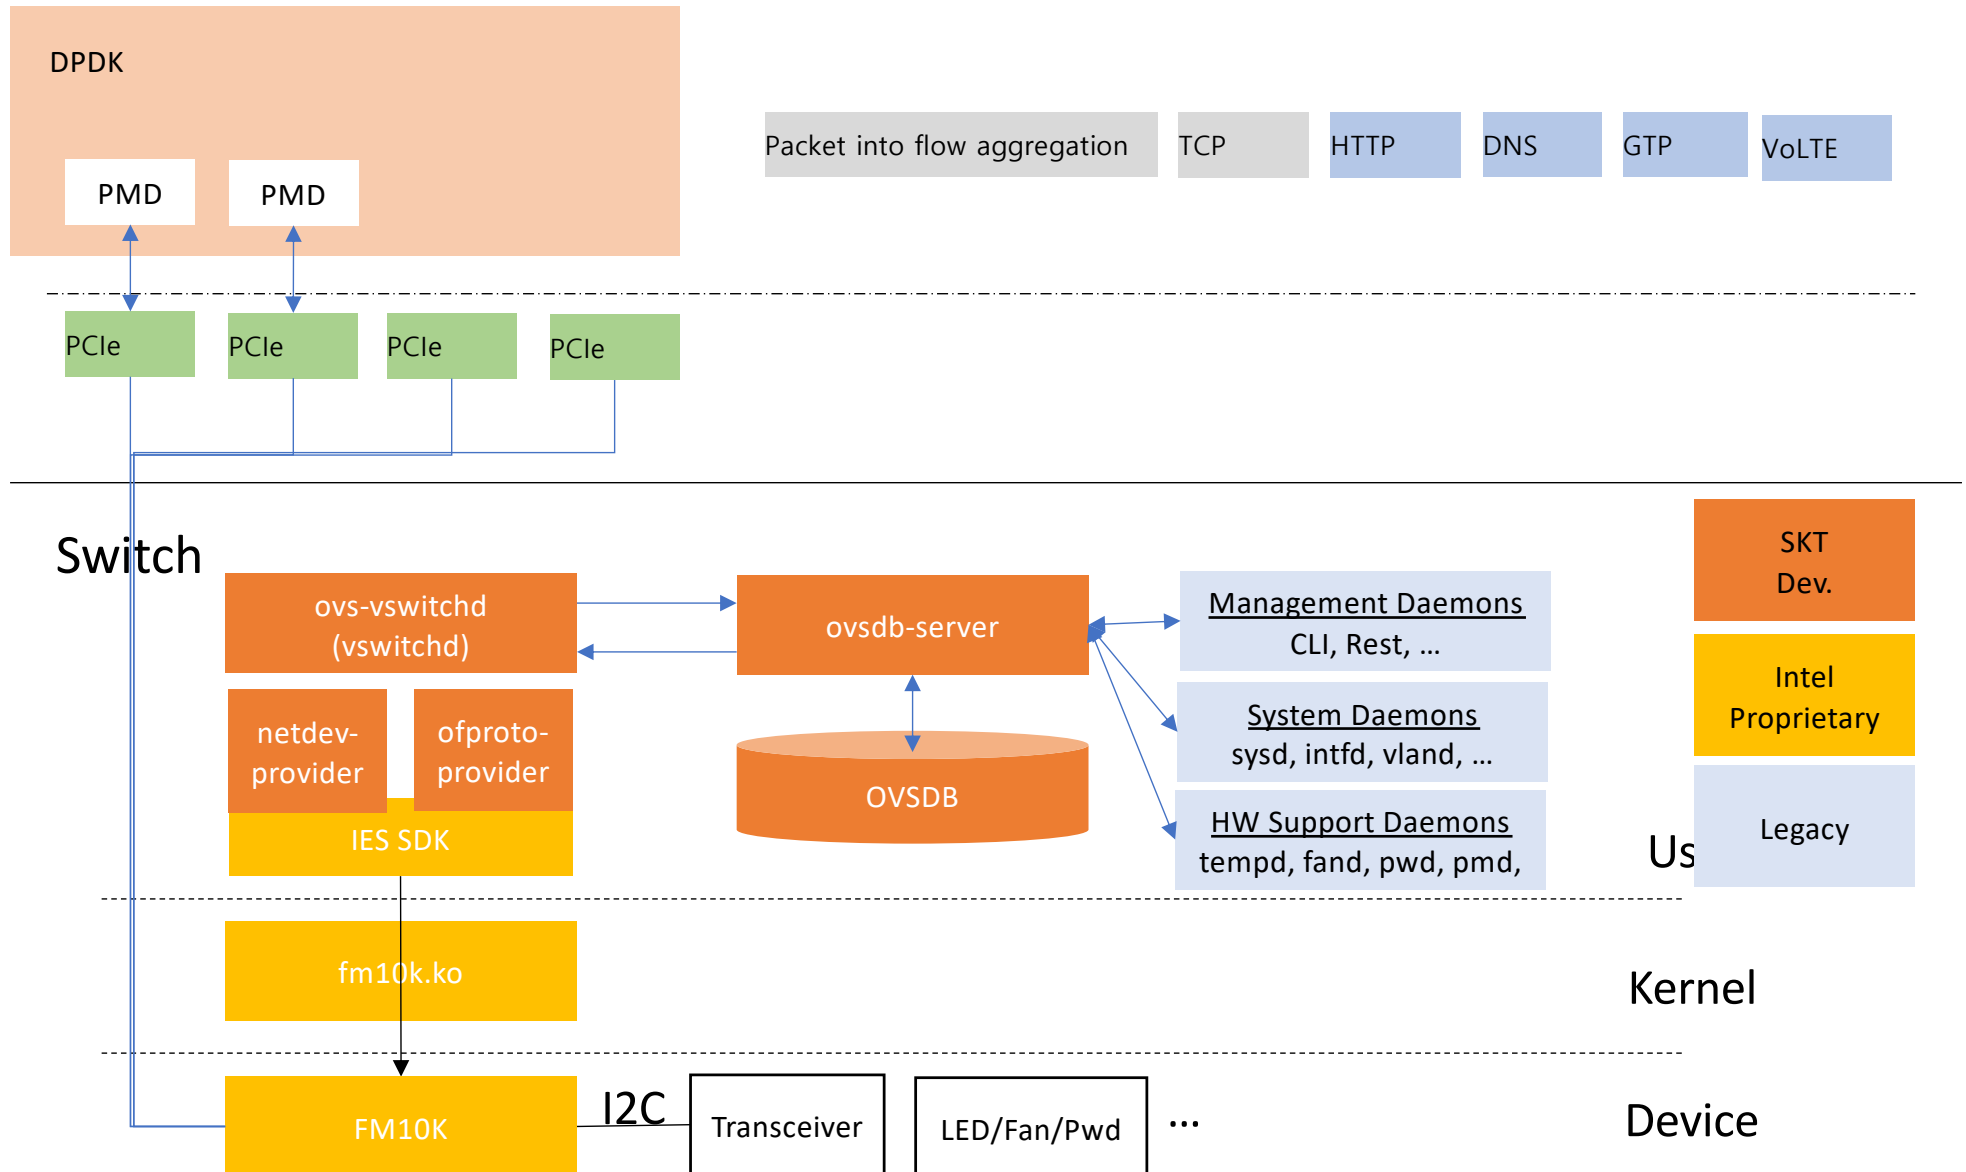 DPDK
PMD
PMD
Packet into flow aggregation
TCP
HTTP
DNS
GTP
VoLTE
PCIe
PCIe
PCIe
PCIe
Switch
ovs-vswitchd
(vswitchd)
ovsdb-server
Management Daemons
CLI, Rest, ...
SKT
Dev.
netdev-
provider
ofproto-
provider
System Daemons
sysd, intfd, vland, ...
Intel
Proprietary
IES SDK
OVSDB
HW Support Daemons
tempd, fand, pwd, pmd,
Legacy
Us
fm10k.ko
Kernel
FM10K
I2C
Transceiver
LED/Fan/Pwd
...
Device